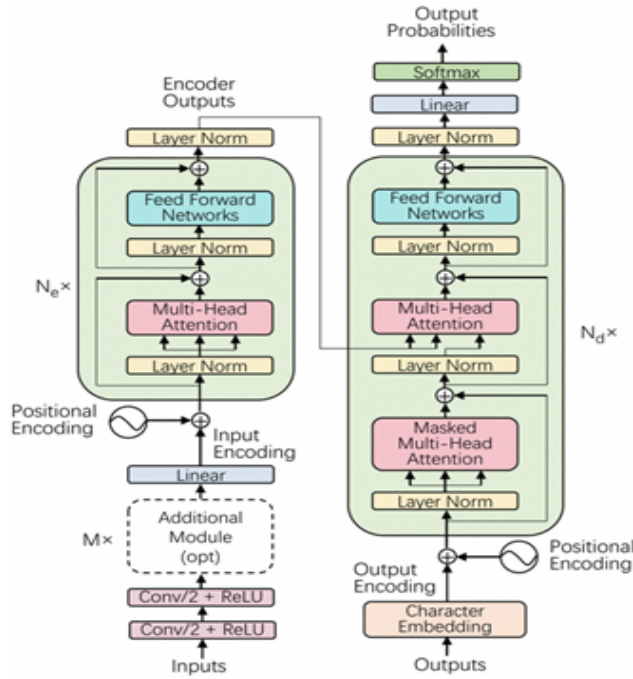 Output
Probabilities
Softmax
Linear
Layer Norm
Feed Forward
Networks
Layer Norm
Multi-Head
Attention
Layer Norm
Masked
Multi-Head
Attention
Layer Norm
N_d ×
Positional
Encoding
Output
Encoding
Character
Embedding
Outputs
Encoder
Outputs
Layer Norm
Feed Forward
Networks
Layer Norm
Multi-Head
Attention
Layer Norm
N_e ×
Positional
Encoding
Input
Encoding
Linear
Additional
Module
(opt)
M×
Conv/2 + ReLU
Conv/2 + ReLU
Inputs